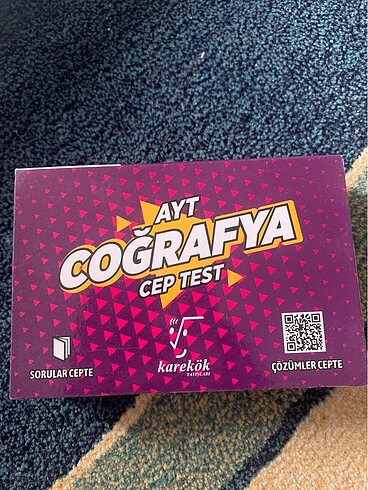 AYT
COĞRAFYA
CEP TEST
karekök
YAYINLARI
SORULAR CEPTE
ÇÖZÜMLER CEPTE